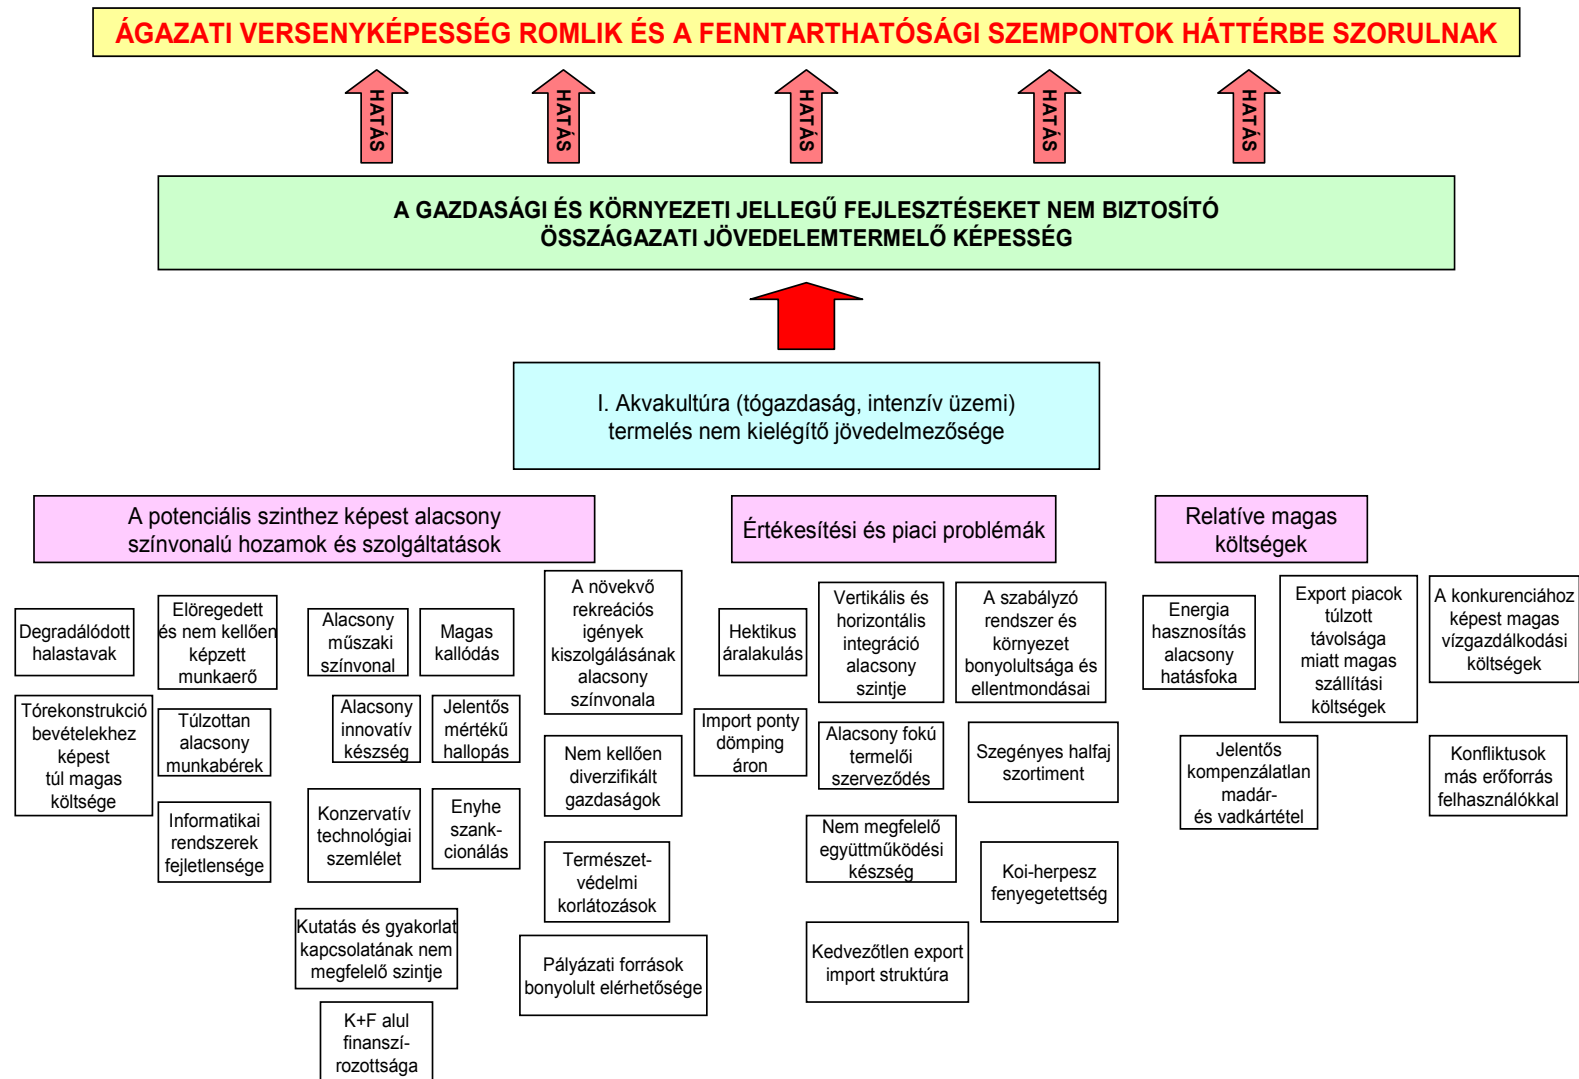 ÁGAZATI VERSENYKÉPESSÉG ROMLIK ÉS A FENNTARTHATÓSÁGI SZEMPONTOK HÁTTÉRBE SZORULNAK
HATÁS
HATÁS
HATÁS
HATÁS
HATÁS
A GAZDASÁGI ÉS KÖRNYEZETI JELLEGŰ FEJLESZTÉSEKET NEM BIZTOSÍTÓ
ÖSSZÁGAZATI JÖVEDELEMTERMELŐ KÉPESSÉG
I. Akvakultúra (tógazdaság, intenzív üzemi)
termelés nem kielégítő jövedelmezősége
A potenciális szinthez képest alacsony
színvonalú hozamok és szolgáltatások
Értékesítési és piaci problémák
Relatíve magas
költségek
Degradálódott
halastavak
Elöregedett
és nem kellően
képzett
munkaerő
Alacsony
műszaki
színvonal
Magas
kallódás
A növekvő
rekreációs
igények
kiszolgálásának
alacsony
színvonala
Hektikus
áralakulás
Vertikális és
horizontális
integráció
alacsony
szintje
A szabályzó
rendszer és
környezet
bonyolultsága és
ellentmondásai
Energia
hasznosítás
alacsony
hatásfoka
Export piacok
túlzott
távolsága
miatt magas
szállítási
költségek
A konkurenciához
képest magas
vízgazdálkodási
költségek
Tórekonstrukció
bevételekhez
képest
túl magas
költsége
Túlzottan
alacsony
munkabérek
Alacsony
innovatív
készség
Jelentős
mértékű
hallopás
Nem kellően
diverzifikált
gazdaságok
Import ponty
dömping
áron
Alacsony fokú
termelői
szerveződés
Szegényes halfaj
szortiment
Jelentős
kompenzálatlan
madár-
és vadkártétel
Konfliktusok
más erőforrás
felhasználókkal
Informatikai
rendszerek
fejletlensége
Konzervatív
technológiai
szemlélet
Enyhe
szank-
cionálás
Természet-
védelmi
korlátozások
Nem megfelelő
együttműködési
készség
Koi-herpesz
fenyegetettség
Kutatás és gyakorlat
kapcsolatának nem
megfelelő szintje
Pályázati források
bonyolult elérhetősége
Kedvezőtlen export
import struktúra
K+F alul
finanszí-
rozottsága